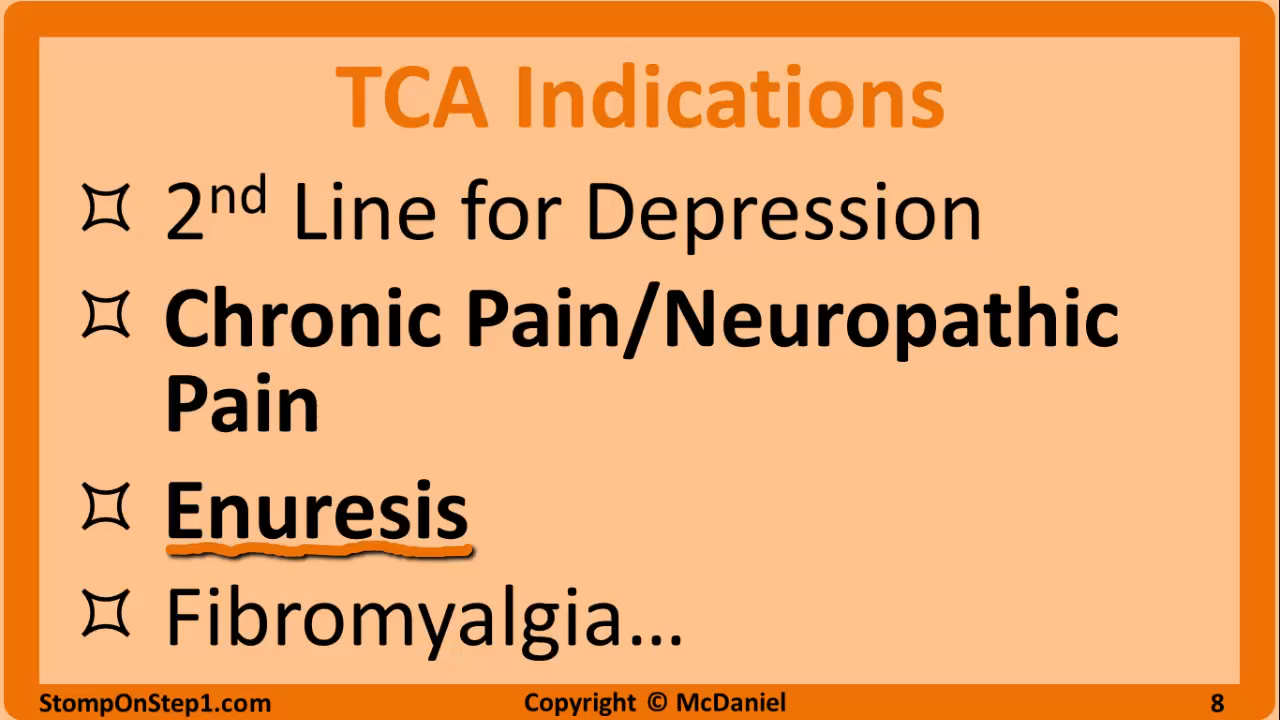 TCA Indications
2nd Line for Depression
Chronic Pain/Neuropathic
Pain
Enuresis
Fibromyalgia...
StompOnStep1.com
Copyright © McDaniel
8